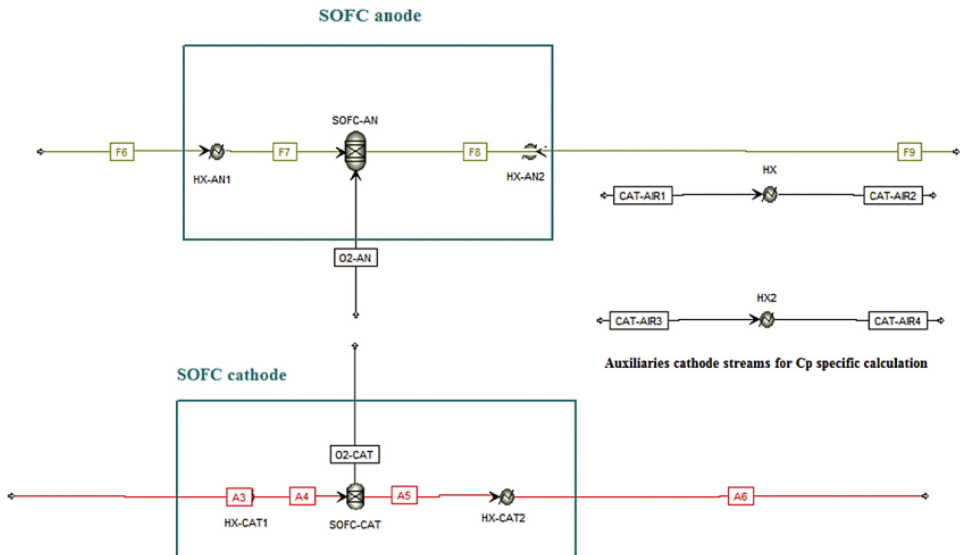 SOFC anode
SOFC-AN
F6
F7
F8
F9
HX-AN1
HX-AN2
HX
CAT-AIR1
CAT-AIR2
O2-AN
HX2
CAT-AIR3
CAT-AIR4
Auxiliaries cathode streams for Cp specific calculation
SOFC cathode
O2-CAT
A3
A4
A5
A6
HX-CAT1
SOFC-CAT
HX-CAT2